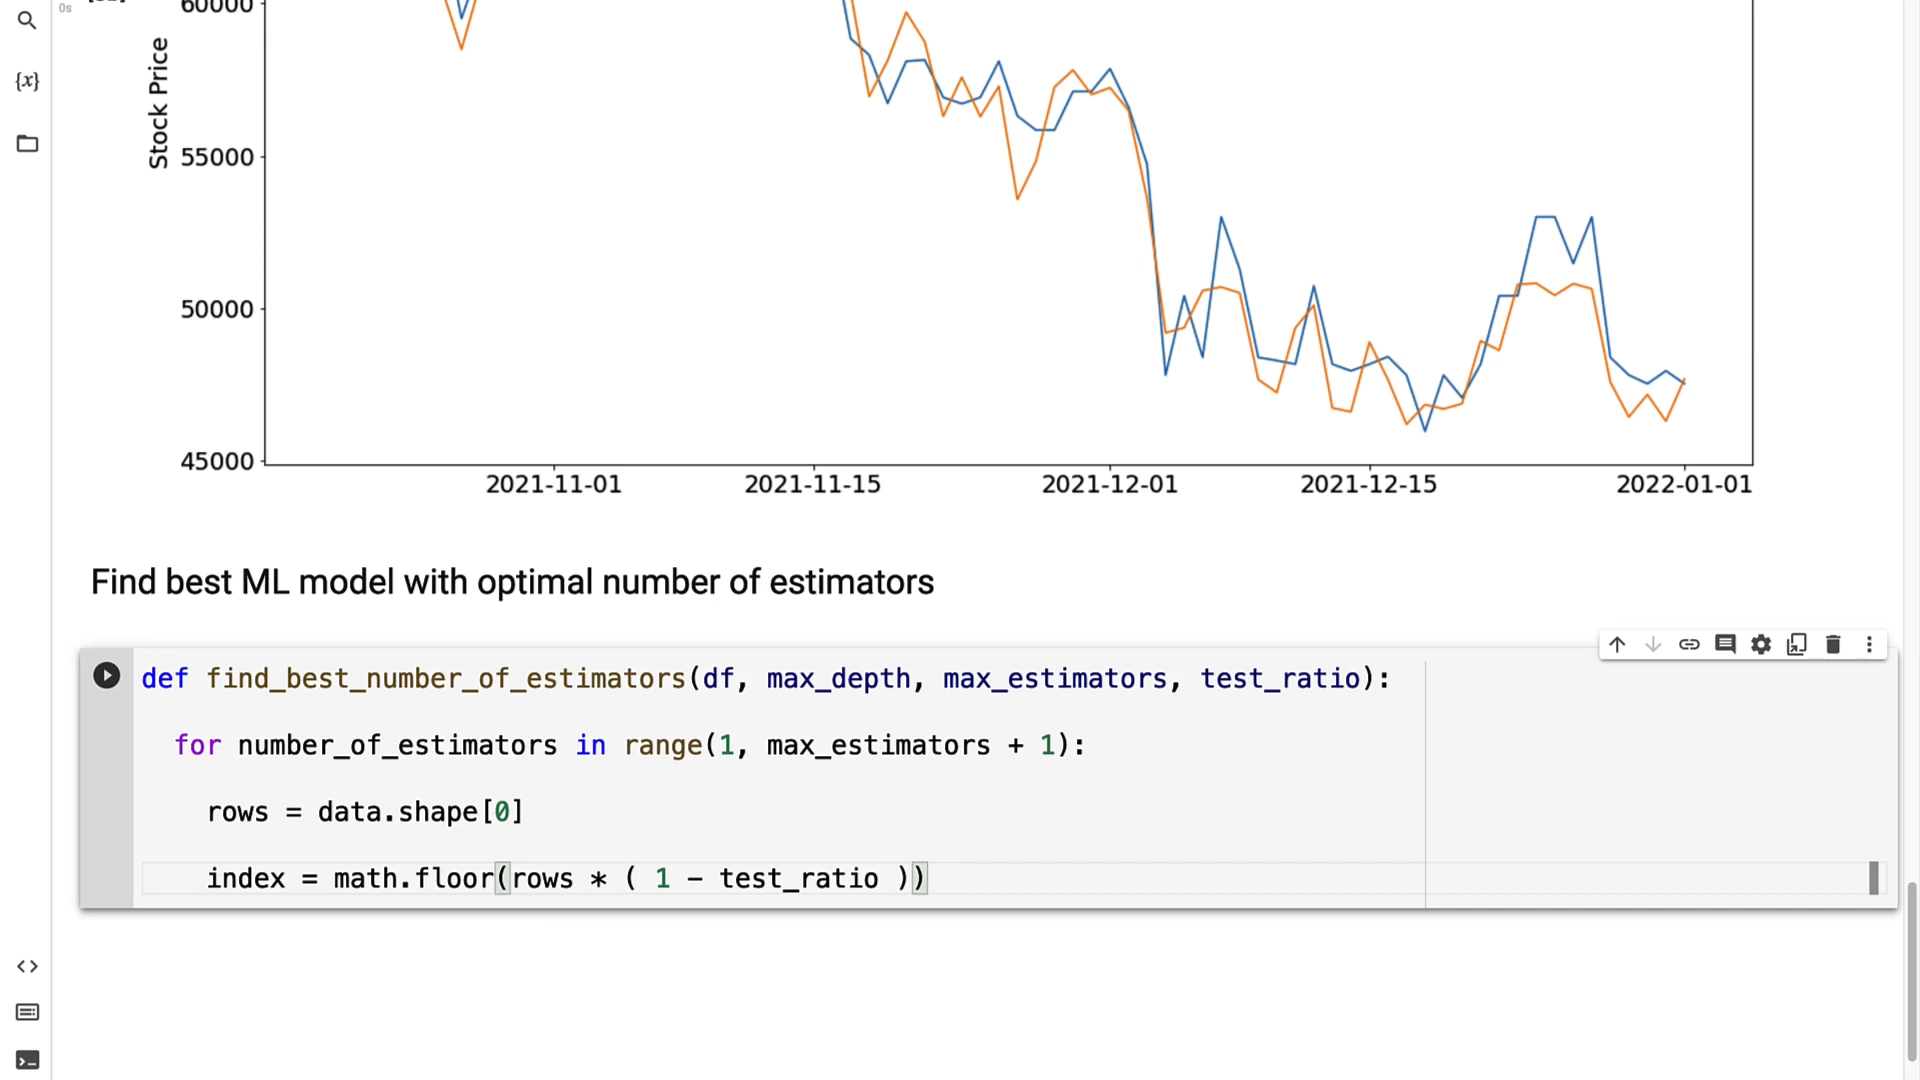 0s
60000
Stock Price
{x}
55000
50000
45000
2021-11-01 2021-11-15 2021-12-01 2021-12-15 2022-01-01
Find best ML model with optimal number of estimators
def find_best_number_of_estimators(df, max_depth, max_estimators, test_ratio):
for number_of_estimators in range(1, max_estimators + 1):
rows = data.shape[0]
index = math.floor(rows * ( 1 - test_ratio ))